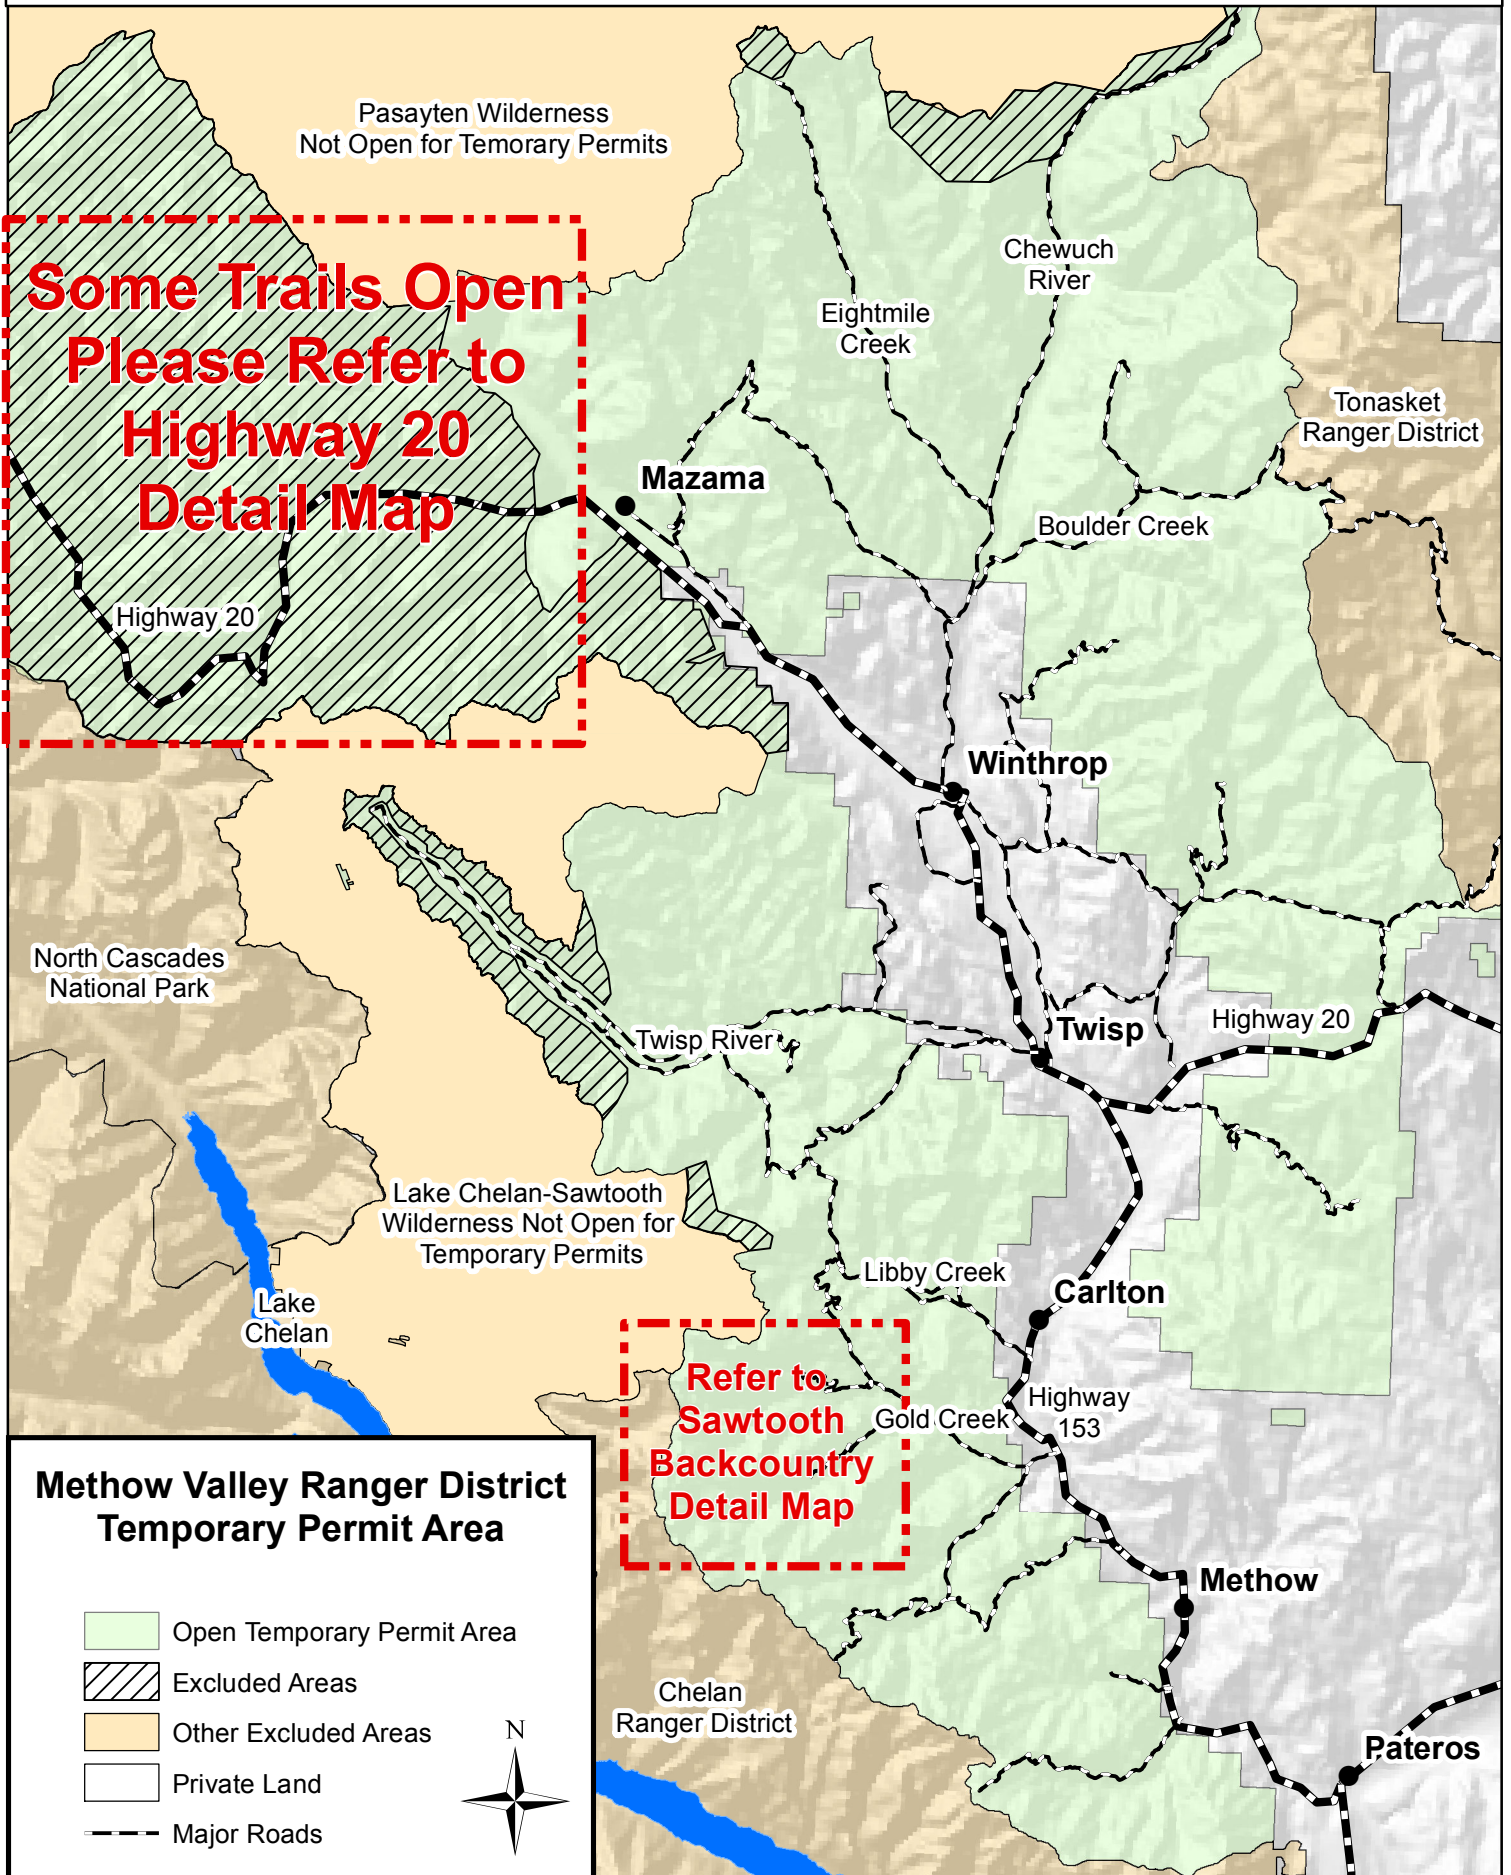 Pasayten Wilderness
Not Open for Temorary Permits
Some Trails Open
Please Refer to
Highway 20
Detail Map
Chewuch
River
Eightmile
Creek
Tonasket
Ranger District
Mazama
Boulder Creek
Highway 20
Winthrop
North Cascades
National Park
Twisp River
Twisp
Highway 20
Lake Chelan-Sawtooth
Wilderness Not Open for
Temporary Permits
Libby Creek
Carlton
Lake
Chelan
Refer to
Sawtooth
Backcountry
Detail Map
Gold Creek
Highway
153
Methow Valley Ranger District
Temporary Permit Area
Open Temporary Permit Area
Excluded Areas
Other Excluded Areas
Private Land
Major Roads
N
Methow
Chelan
Ranger District
Pateros